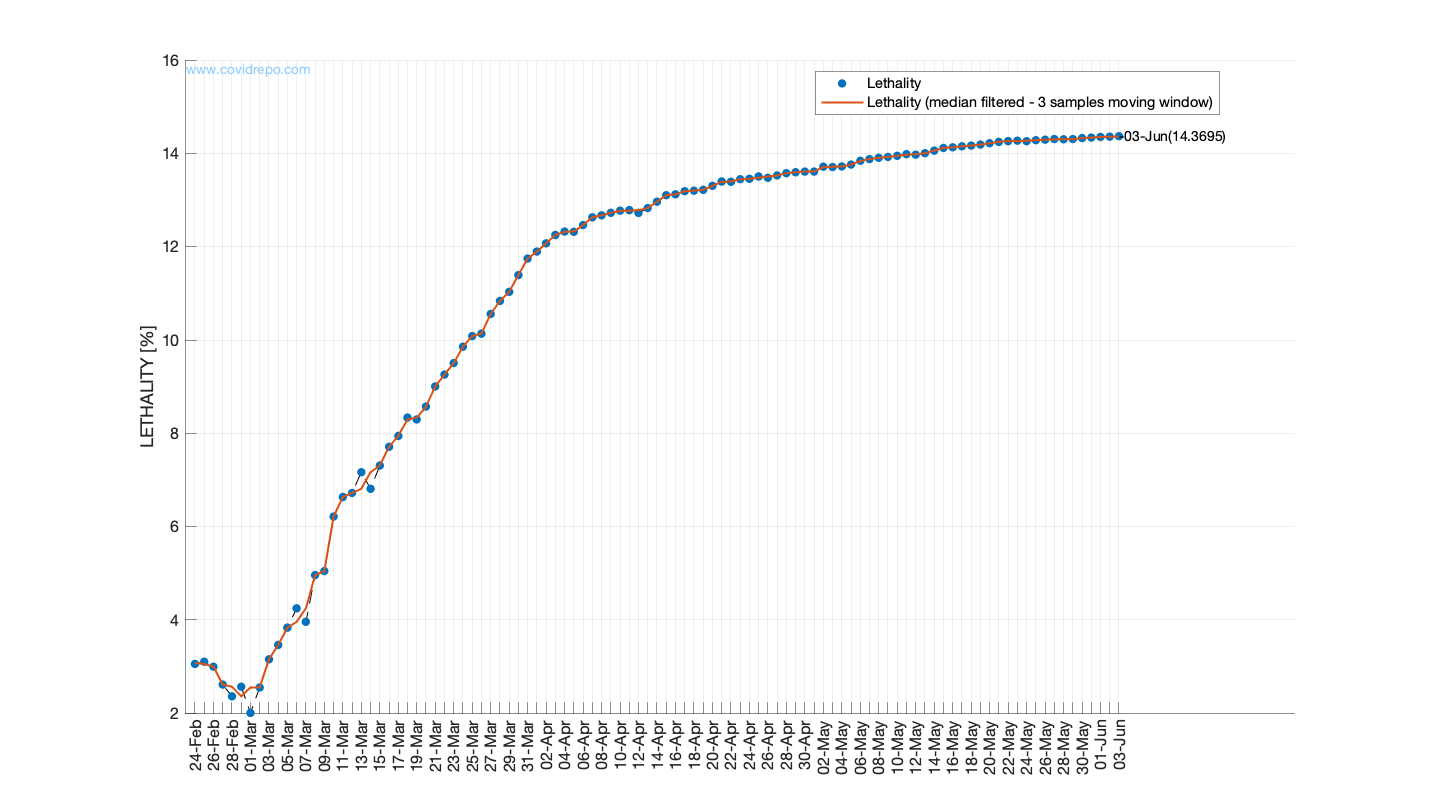 16
www.covidrepo.com
Lethality
Lethality (median filtered - 3 samples moving window)
03-Jun(14.3695)
14
12
10
8
6
4
2
LETHALITY [%]
24-Feb
26-Feb
28-Feb
01-Mar
03-Mar
05-Mar
07-Mar
09-Mar
11-Mar
13-Mar
15-Mar
17-Mar
19-Mar
21-Mar
23-Mar
25-Mar
27-Mar
29-Mar
31-Mar
02-Apr
04-Apr
06-Apr
08-Apr
10-Apr
12-Apr
14-Apr
16-Apr
18-Apr
20-Apr
22-Apr
24-Apr
26-Apr
28-Apr
30-Apr
02-May
04-May
06-May
08-May
10-May
12-May
14-May
16-May
18-May
20-May
22-May
24-May
26-May
28-May
30-May
01-Jun
03-Jun